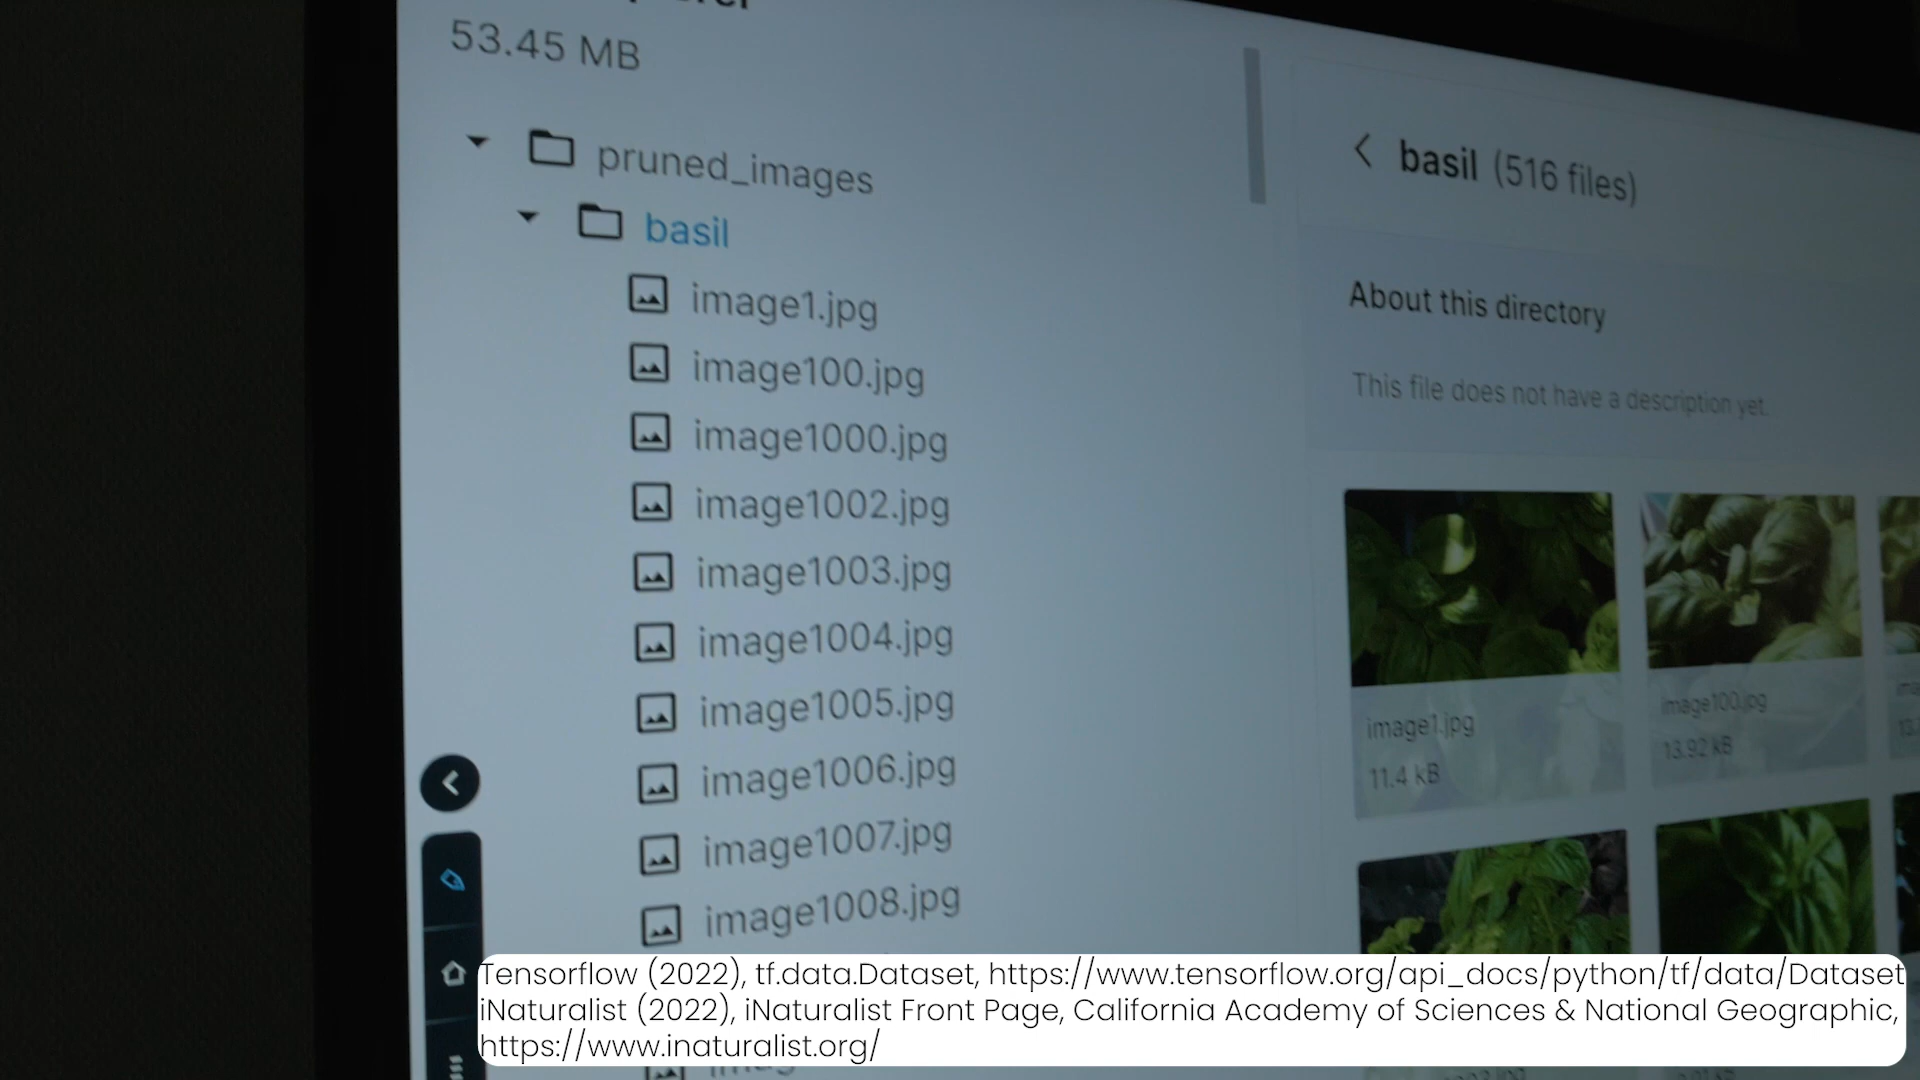 53.45 MB
pruned_images
basil
image1.jpg
image100.jpg
image1000.jpg
image1002.jpg
image1003.jpg
image1004.jpg
image1005.jpg
image1006.jpg
image1007.jpg
image1008.jpg
basil (516 files)
About this directory
This file does not have a description yet.
image1.jpg
11.4 kB
image100.jpg
13.92 kB
Tensorflow (2022), tf.data.Dataset, https://www.tensorflow.org/api_docs/python/tf/data/Dataset
iNaturalist (2022), iNaturalist Front Page, California Academy of Sciences & National Geographic,
https://www.inaturalist.org/